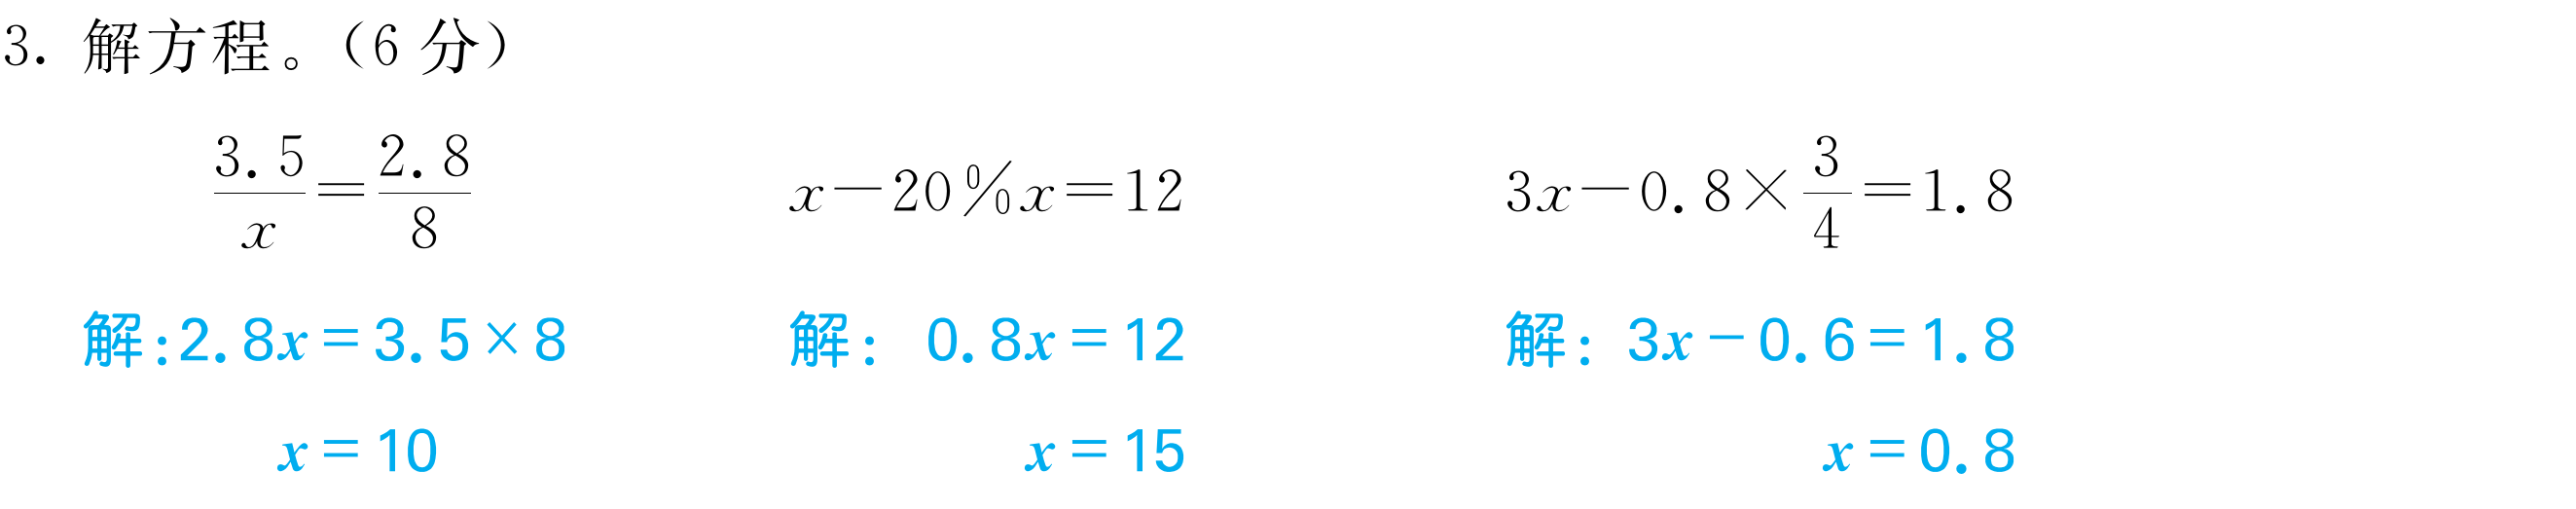 3. 解方程。(6 分)
3.5/x=2.8/8 x-20%x=12 3x-0.8×3/4=1.8
解:2.8x=3.5×8 解: 0.8x=12 解: 3x-0.6=1.8
x=10 x=15 x=0.8